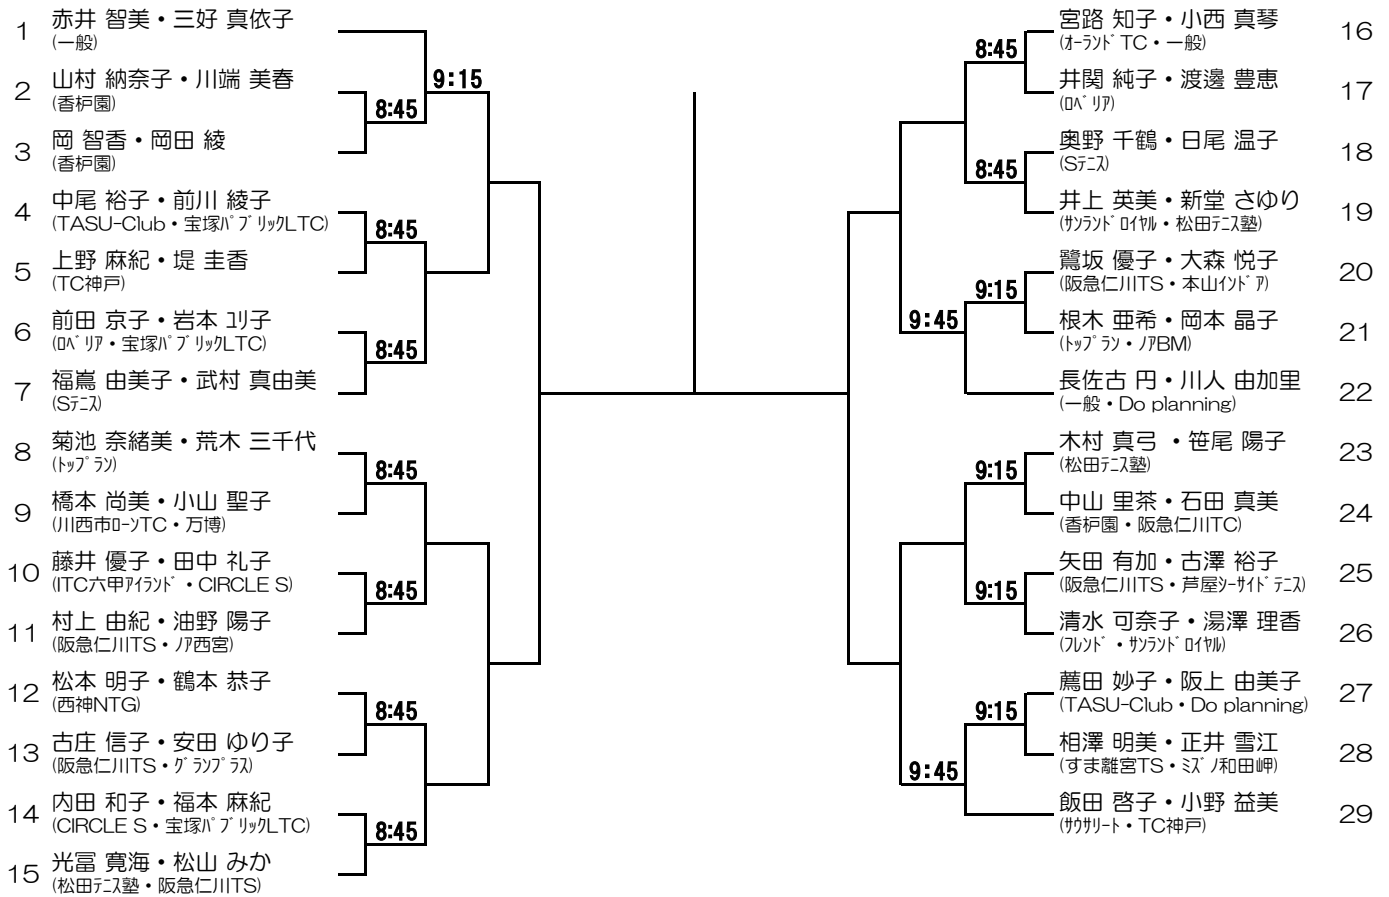 1 赤井 智美・三好 真依子
(一般)
2 山村 納奈子・川端 美春
(香枦園)
3 岡 智香・岡田 綾
(香枦園)
4 中尾 裕子・前川 綾子
(TASU-Club・宝塚ﾊﾟﾌﾞﾘｯｸLTC)
5 上野 麻紀・堤 圭香
(TC神戸)
6 前田 京子・岩本 ﾕﾘ子
(ﾛﾍﾞﾘｱ・宝塚ﾊﾟﾌﾞﾘｯｸLTC)
7 福嶌 由美子・武村 真由美
(Sﾃﾆｽ)
8 菊池 奈緒美・荒木 三千代
(ﾄｯﾌﾟﾗﾝ)
9 橋本 尚美・小山 聖子
(川西市ﾛｰﾝTC・万博)
10 藤井 優子・田中 礼子
(ITC六甲ｱｲﾗﾝﾄﾞ・CIRCLE S)
11 村上 由紀・油野 陽子
(阪急仁川TS・ﾉｱ西宮)
12 松本 明子・鶴本 恭子
(西神NTG)
13 古庄 信子・安田 ゆり子
(阪急仁川TS・ｸﾞﾗﾝﾌﾟﾗｽ)
14 内田 和子・福本 麻紀
(CIRCLE S・宝塚ﾊﾟﾌﾞﾘｯｸLTC)
15 光冨 寛海・松山 みか
(松田ﾃﾆｽ塾・阪急仁川TS)
9:15
8:45
8:45
8:45
8:45
8:45
8:45
8:45
8:45
8:45
9:15
9:45
9:15
9:15
9:15
9:45
宮路 知子・小西 真琴 16
(ｵｰﾗﾝﾄﾞTC・一般)
井関 純子・渡邊 豊恵 17
(ﾛﾍﾞﾘｱ)
奥野 千鶴・日尾 温子 18
(Sﾃﾆｽ)
井上 英美・新堂 さゆり 19
(ｻﾝﾗﾝﾄﾞﾛｲﾔﾙ・松田ﾃﾆｽ塾)
鷺坂 優子・大森 悦子 20
(阪急仁川TS・本山ｲﾝﾄﾞｱ)
根木 亜希・岡本 晶子 21
(ﾄｯﾌﾟﾗﾝ・ﾉｱBM)
長佐古 円・川人 由加里 22
(一般・Do planning)
木村 真弓 ・笹尾 陽子 23
(松田ﾃﾆｽ塾)
中山 里茶・石田 真美 24
(香枦園・阪急仁川TC)
矢田 有加・古澤 裕子 25
(阪急仁川TS・芦屋ｼｰｻｲﾄﾞﾃﾆｽ)
清水 可奈子・湯澤 理香 26
(ﾌﾚﾝﾄﾞ・ｻﾝﾗﾝﾄﾞﾛｲﾔﾙ)
薦田 妙子・阪上 由美子 27
(TASU-Club・Do planning)
相澤 明美・正井 雪江 28
(すま離宮TS・ﾐｽﾞﾉ和田岬)
飯田 啓子・小野 益美 29
(ｻｳｻﾘｰﾄ・TC神戸)